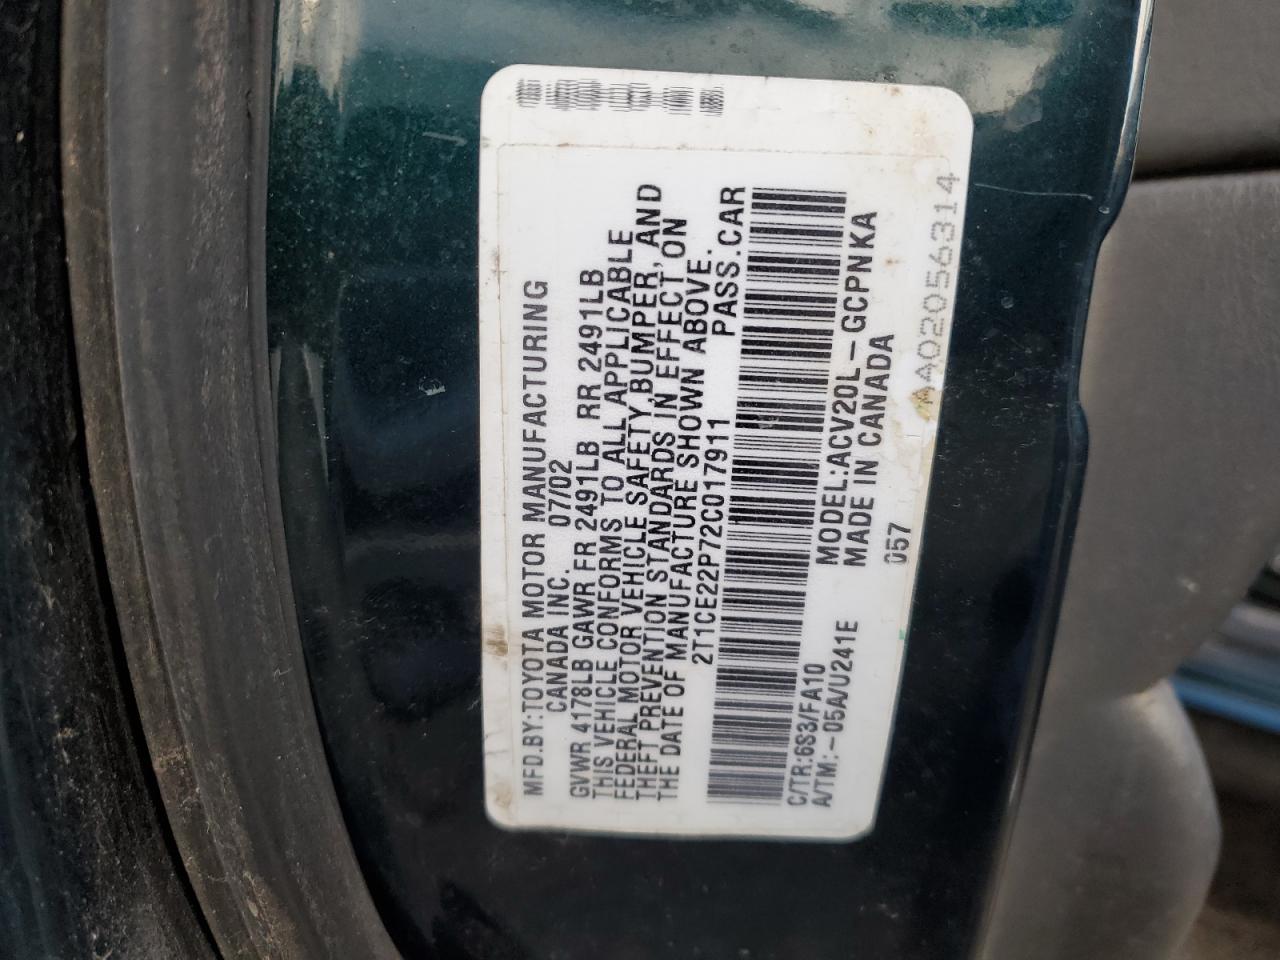 MFD.BY:TOYOTA MOTOR MANUFACTURING
CANADA INC. 07/02
GVWR 4178LB GAWR FR 2491LB RR 2491LB
THIS VEHICLE CONFORMS TO ALL APPLICABLE
FEDERAL MOTOR VEHICLE SAFETY, BUMPER, AND
THEFT PREVENTION STANDARDS IN EFFECT ON
THE DATE OF MANUFACTURE SHOWN ABOVE.
2T1CE22P72C017911 PASS.CAR
C/TR:6S3/FA10 MODEL:ACV20L-GCPNKA
A/TM:-05A/U241E MADE IN CANADA
057
A402056314